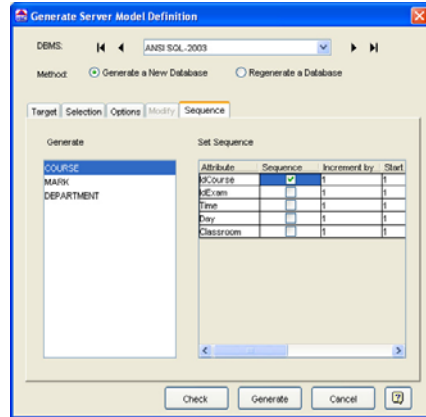 Generate Server Model Definition
DBMS: ANSI SQL-2003
Method: Generate a New Database Regenerate a Database
Target Selection Options Modify Sequence
Generate Set Sequence
COURSE
MARK
DEPARTMENT
Attribute Sequence Increment by Start
IdCourse 1 1
IdExam 1 1
Time 1 1
Day 1 1
Classroom 1 1
Check Generate Cancel ?